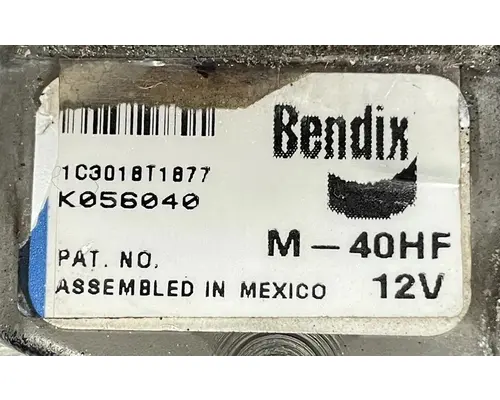 Bendix
1C3018T1877
K056040
M-40HF
PAT. NO.
ASSEMBLED IN MEXICO 12V